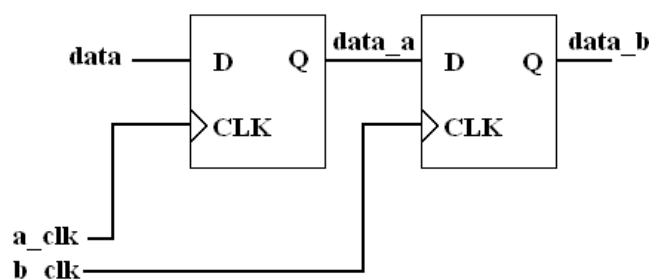 data D Q data_a D Q data_b
CLK CLK
a_clk
b_clk